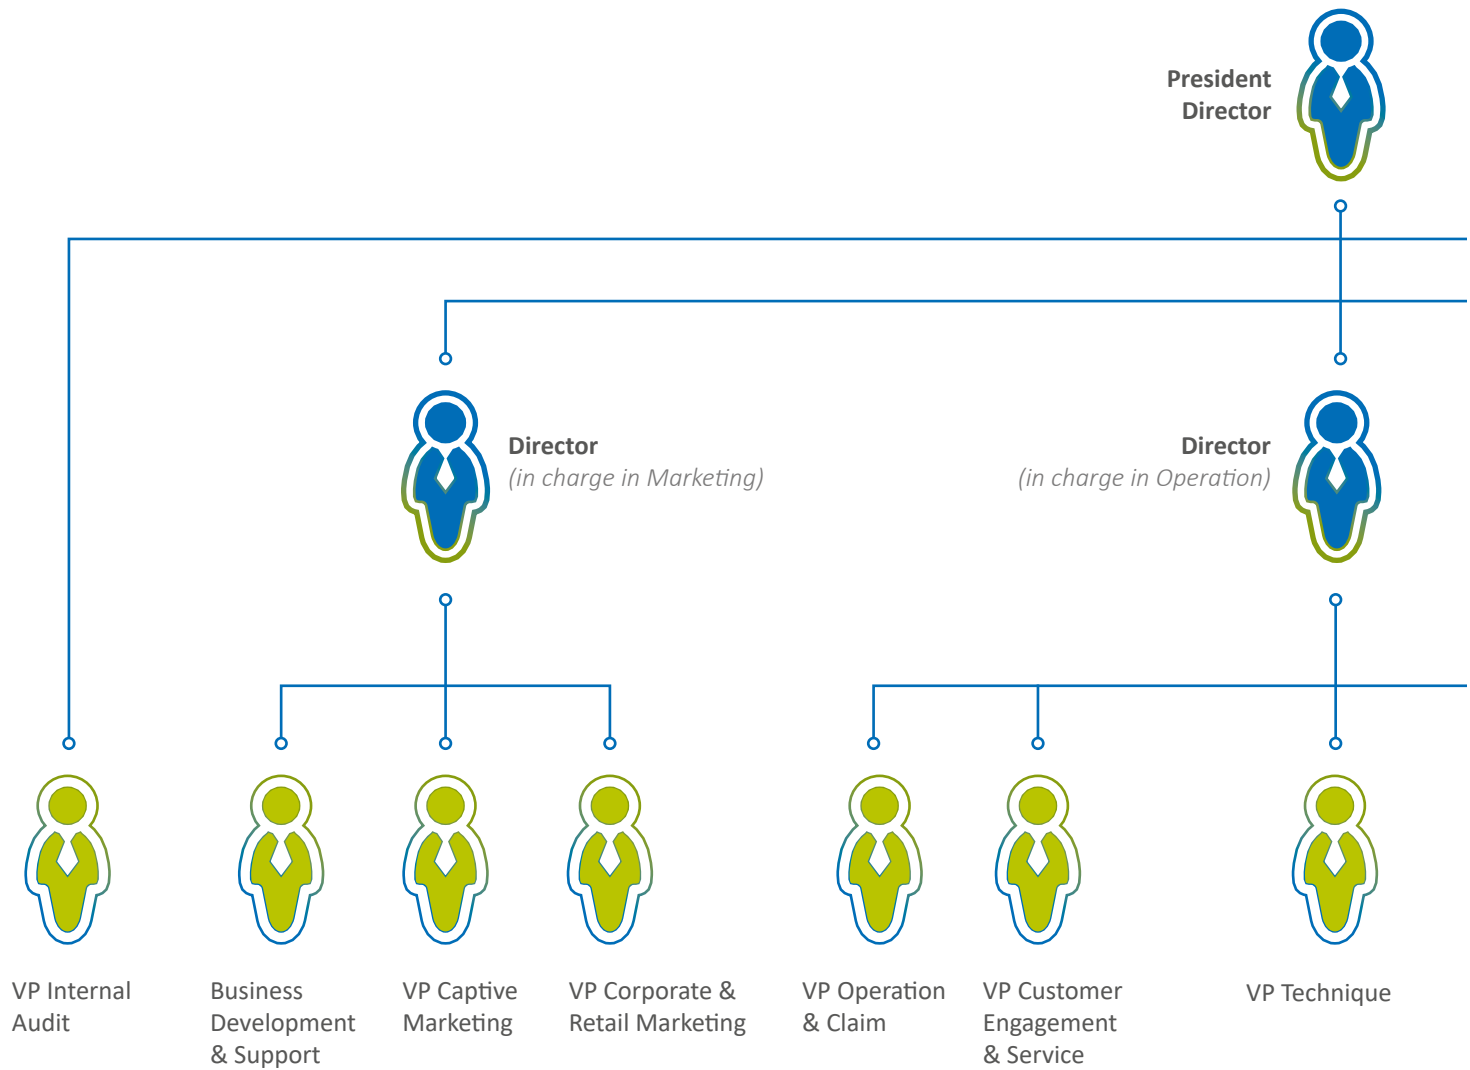 President
Director
Director
(in charge in Marketing)
Director
(in charge in Operation)
VP Internal
Audit
Business
Development
& Support
VP Captive
Marketing
VP Corporate &
Retail Marketing
VP Operation
& Claim
VP Customer
Engagement
& Service
VP Technique